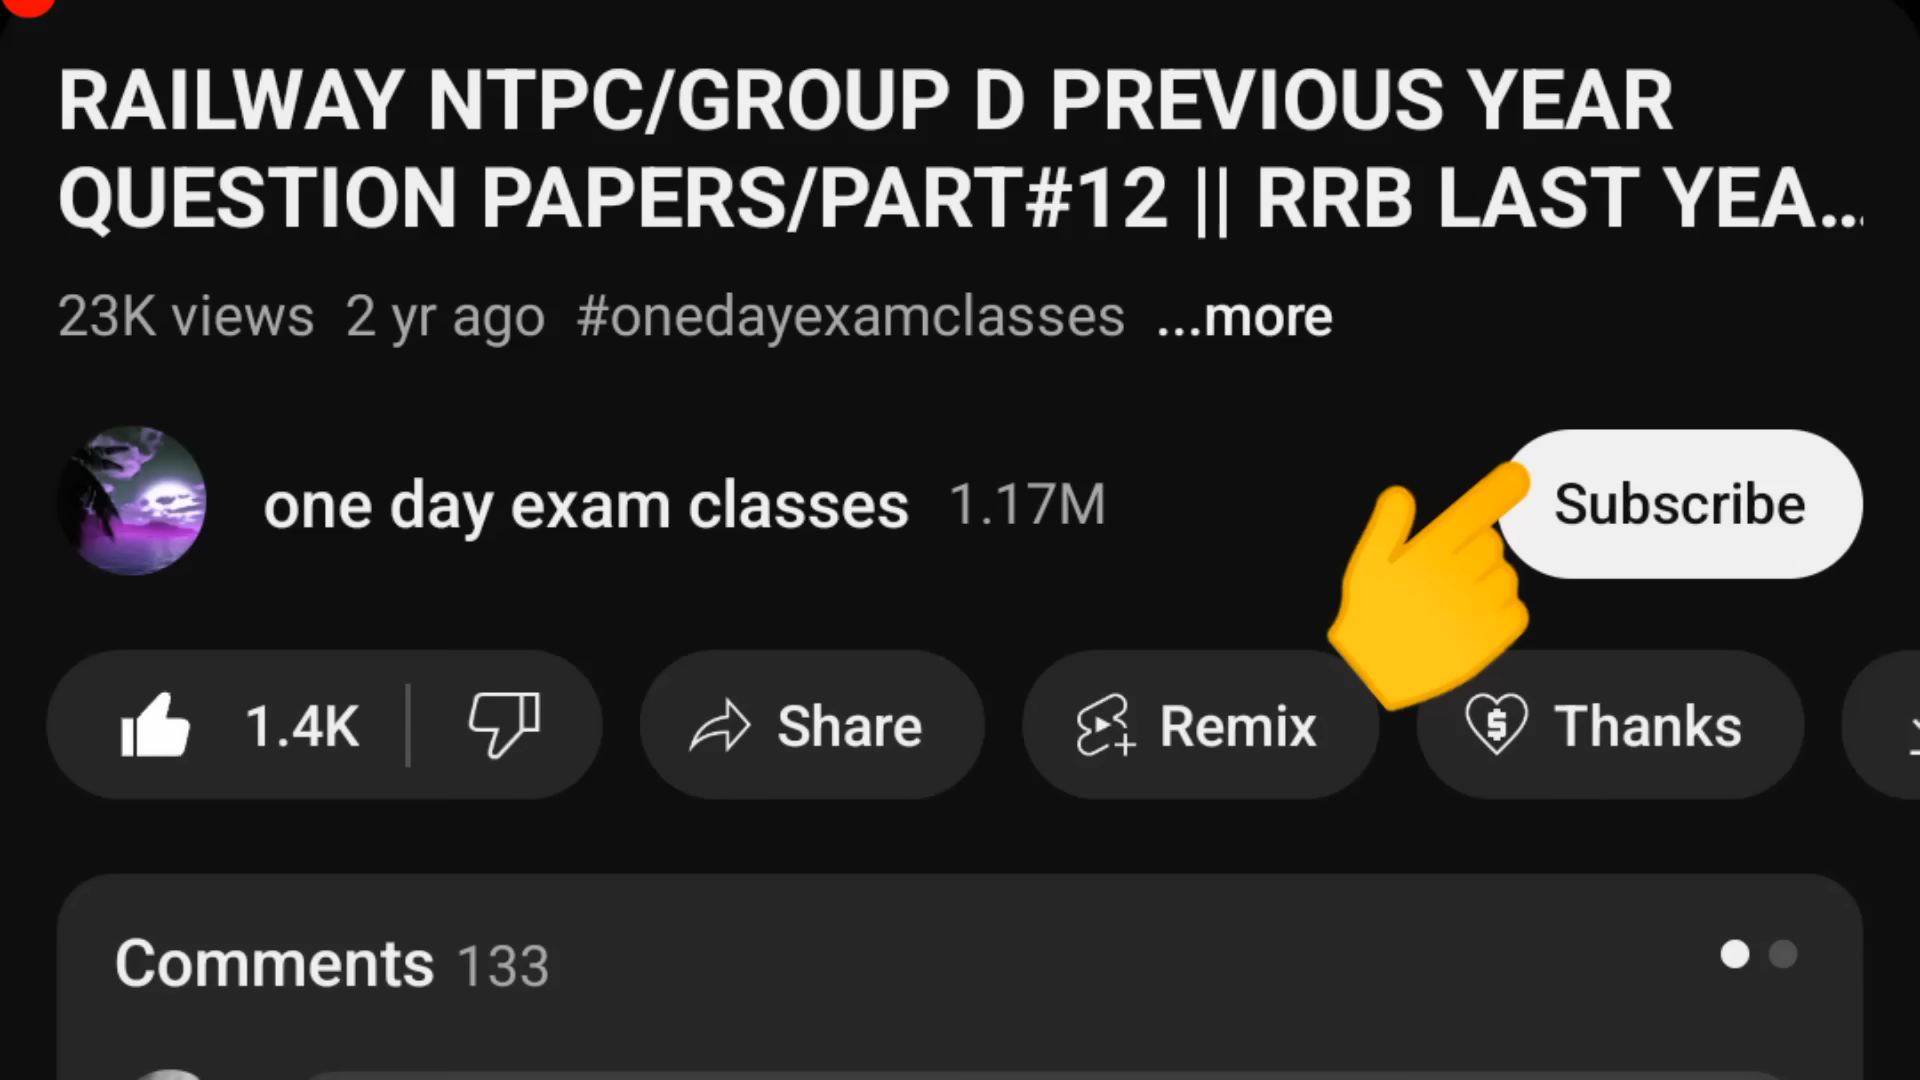 RAILWAY NTPC/GROUP D PREVIOUS YEAR
QUESTION PAPERS/PART#12 || RRB LAST YEA...
23K views 2 yr ago #onedayexamclasses ...more
one day exam classes 1.17M
Subscribe
1.4K
Share
Remix
Thanks
Comments 133